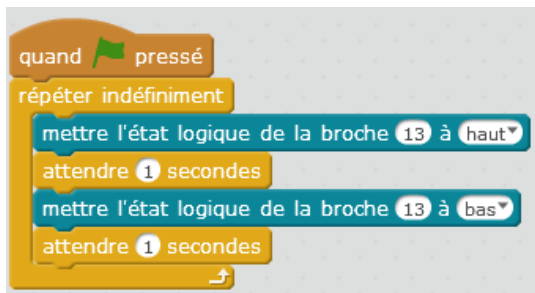 quand pressé
répéter indéfiniment
mettre l'état logique de la broche 13 à haut
attendre 1 secondes
mettre l'état logique de la broche 13 à bas
attendre 1 secondes